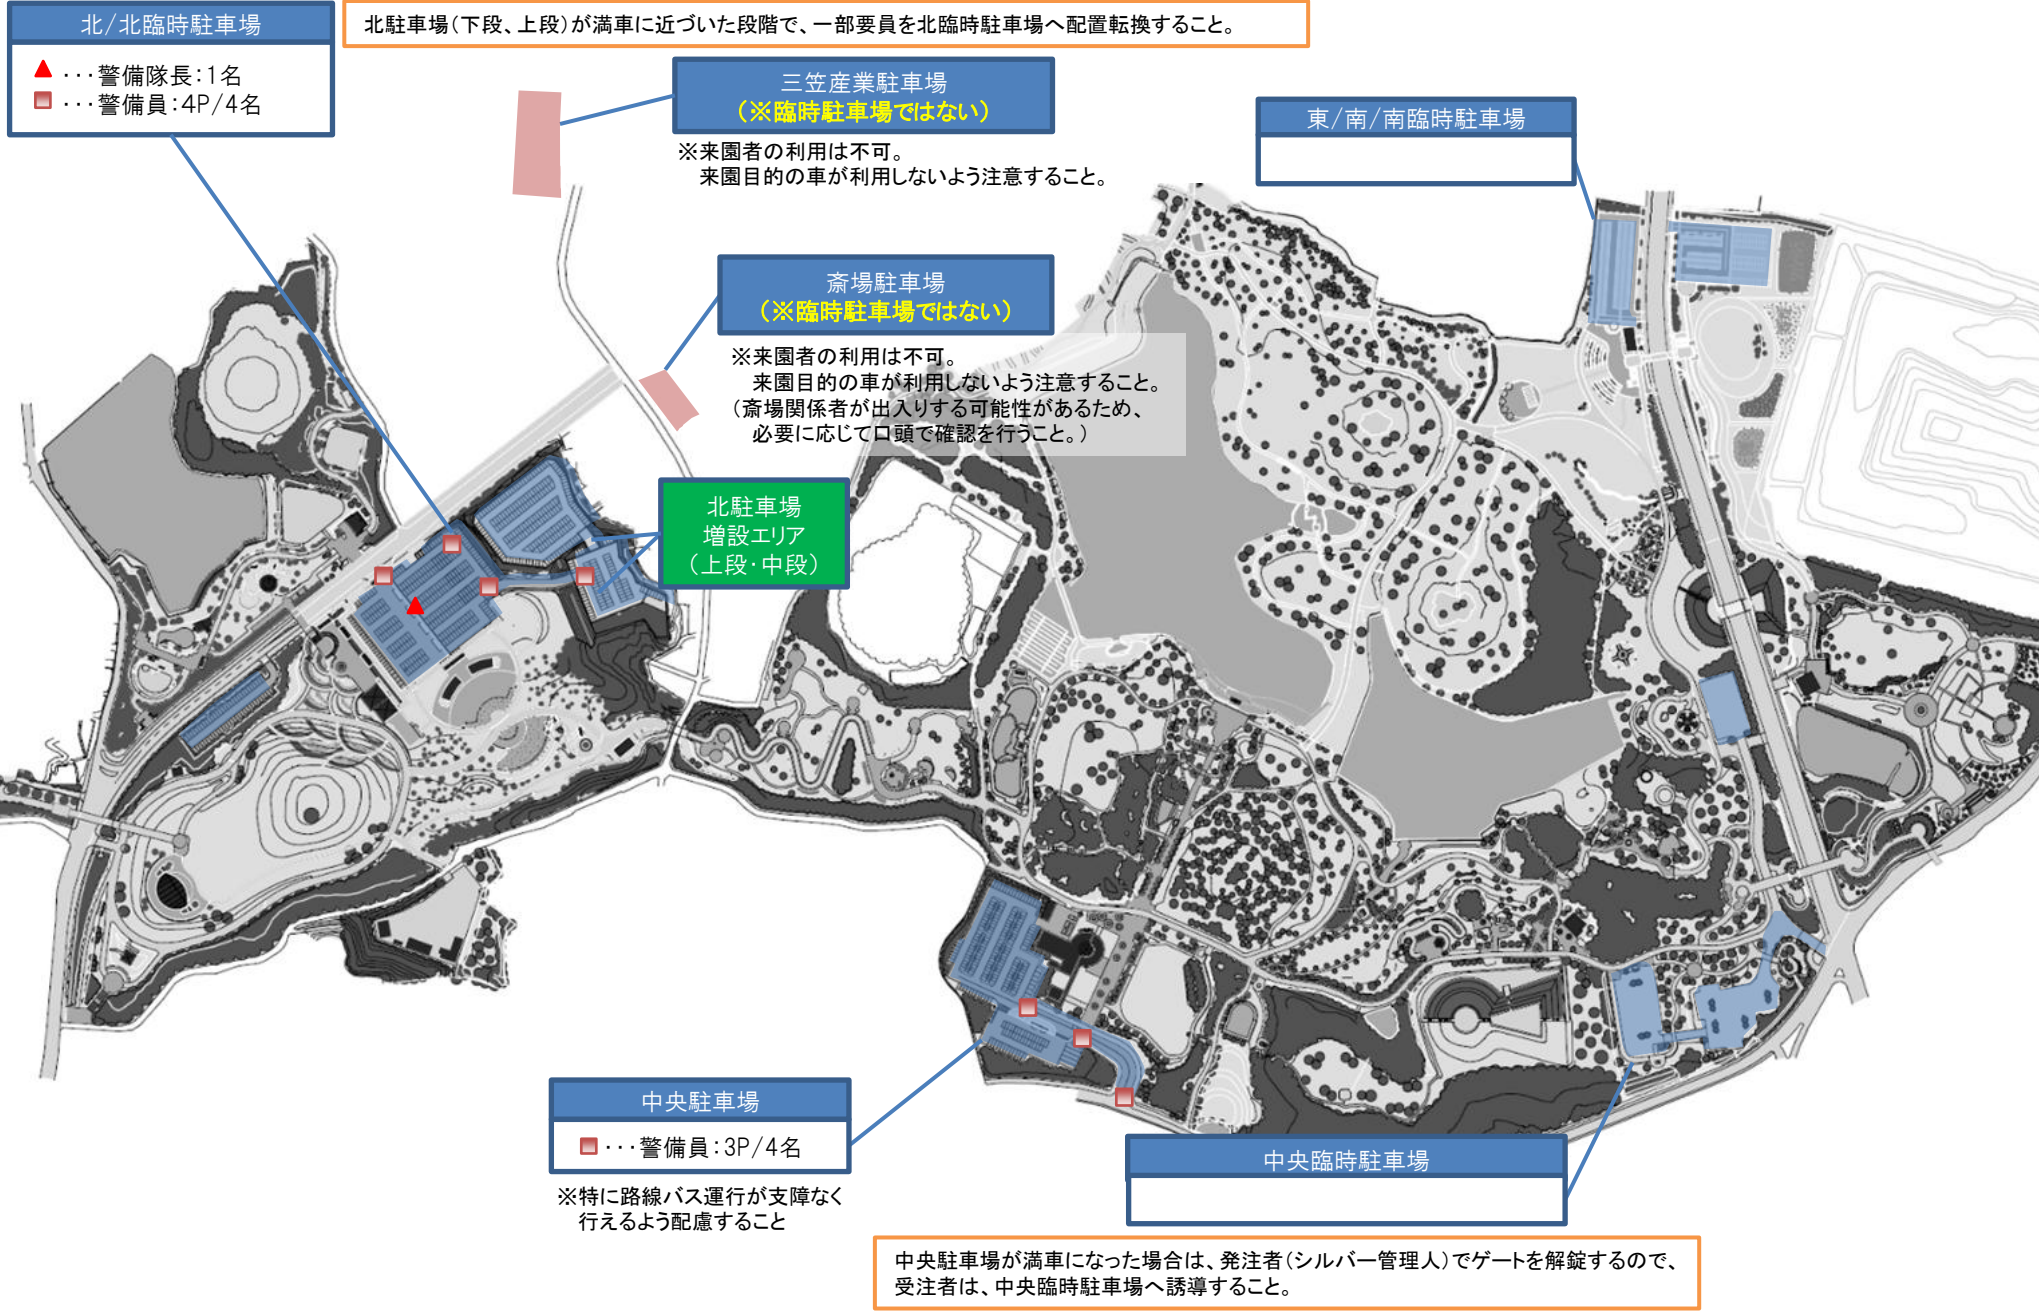 北/北臨時駐車場
▲・・・警備隊長：1名
■・・・警備員：4P/4名
北駐車場（下段、上段）が満車に近づいた段階で、一部要員を北臨時駐車場へ配置転換すること。
三笠産業駐車場
（※臨時駐車場ではない）
※来園者の利用は不可。
来園目的の車が利用しないよう注意すること。
東/南/南臨時駐車場
斎場駐車場
（※臨時駐車場ではない）
※来園者の利用は不可。
来園目的の車が利用しないよう注意すること。
（斎場関係者が出入りする可能性があるため、
必要に応じて口頭で確認を行うこと。）
北駐車場
増設エリア
（上段・中段）
中央駐車場
■・・・警備員：3P/4名
※特に路線バス運行が支障なく
行えるよう配慮すること
中央臨時駐車場
中央駐車場が満車になった場合は、発注者（シルバー管理人）でゲートを解錠するので、
受注者は、中央臨時駐車場へ誘導すること。